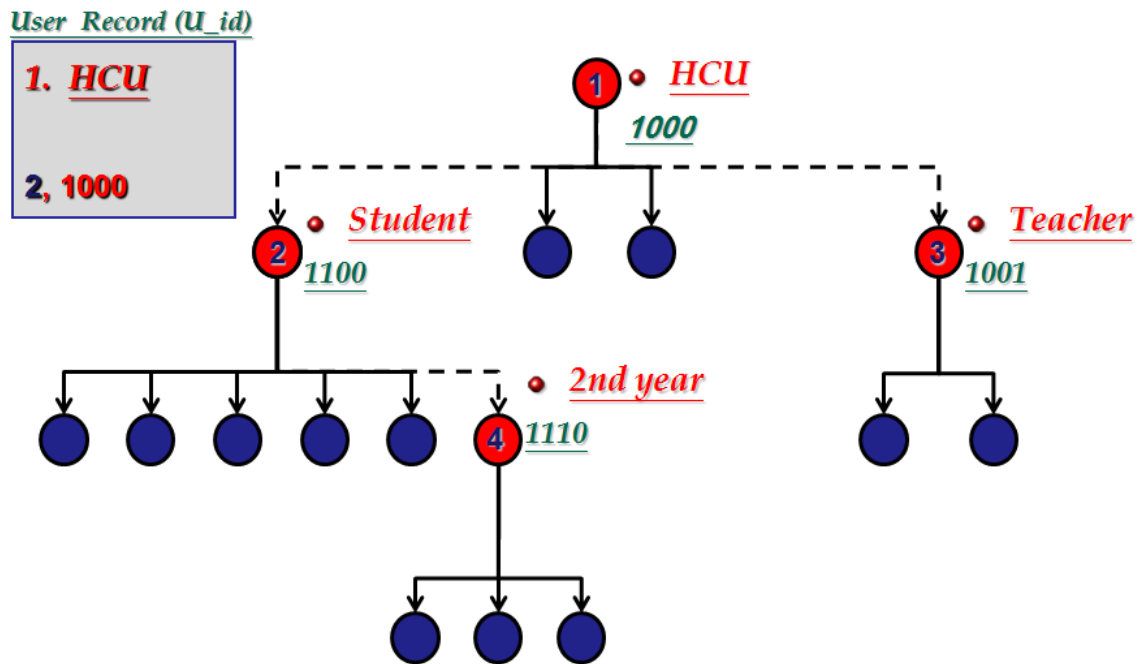 User Record (U_id)
1. HCU
2, 1000
1
HCU
1000
2
Student
1100
3
Teacher
1001
2nd year
4
1110